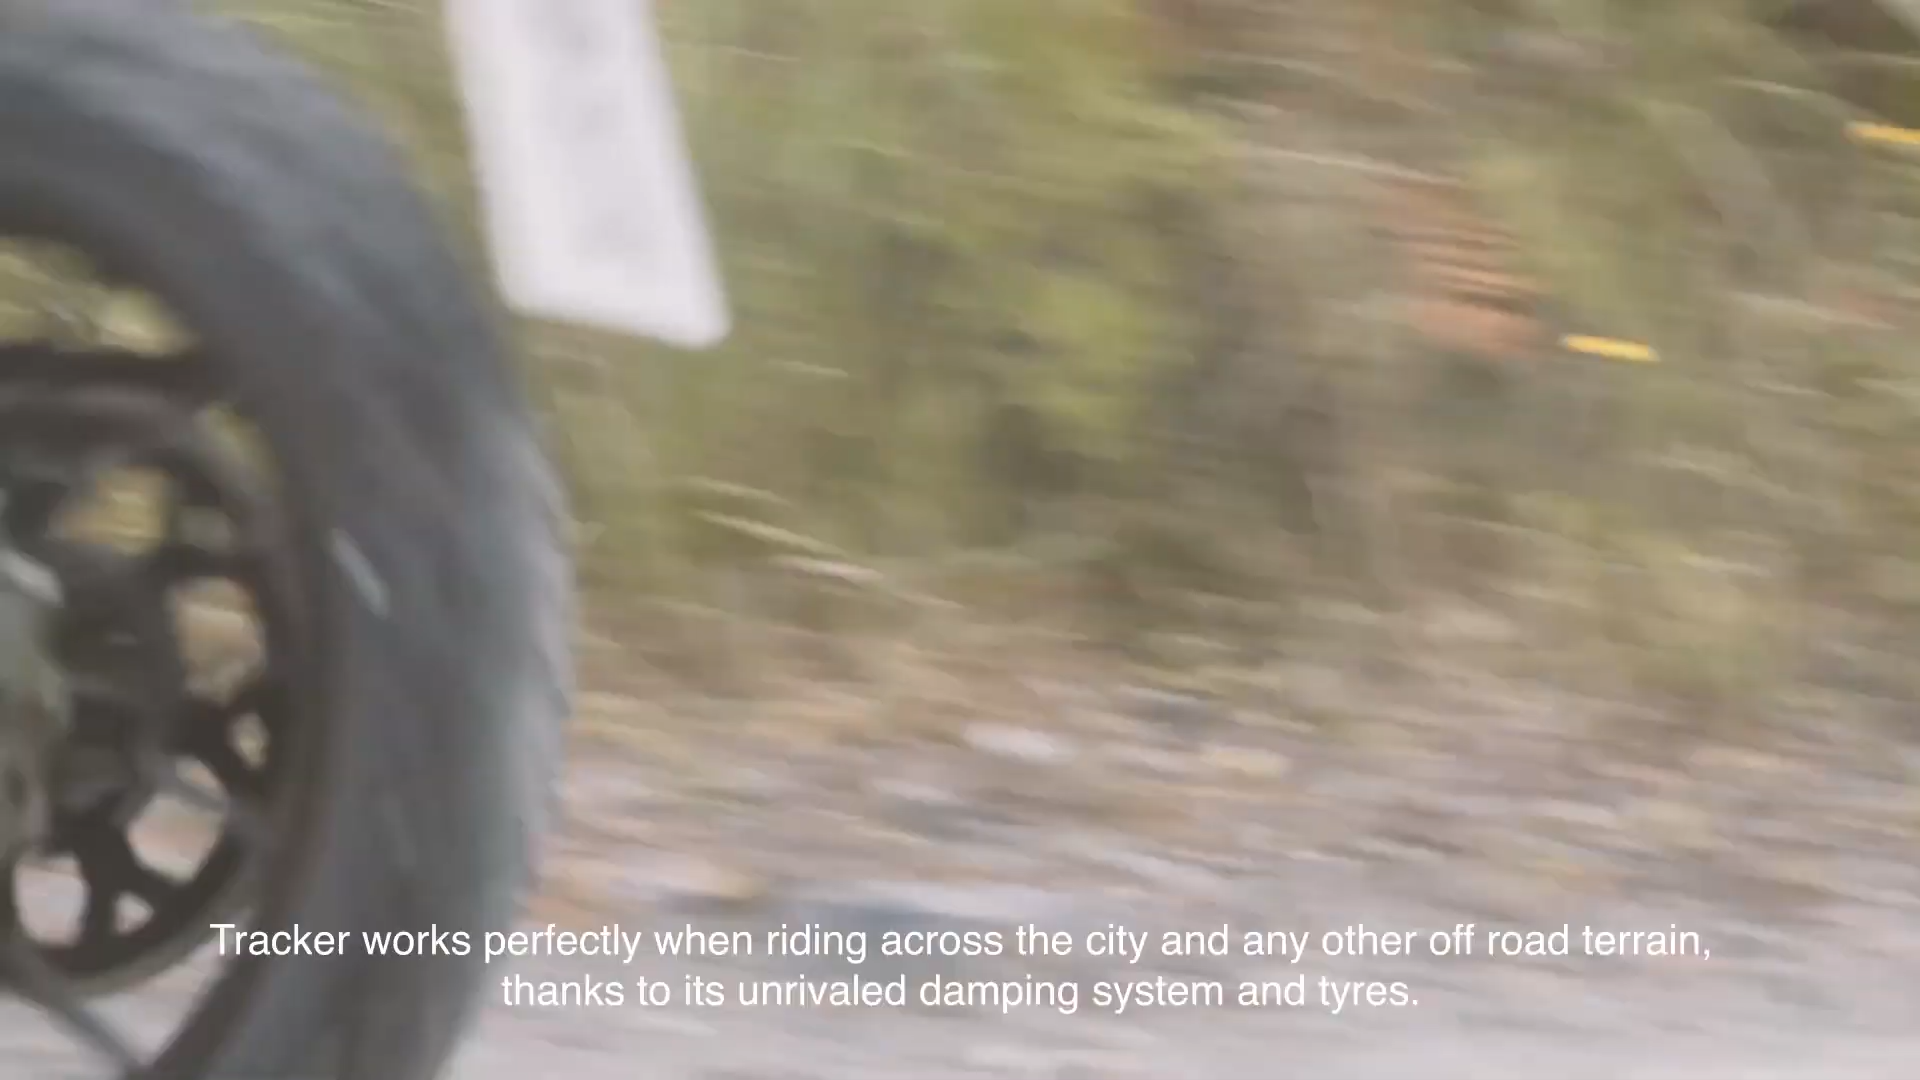 Tracker works perfectly when riding across the city and any other off road terrain,
thanks to its unrivaled damping system and tyres.